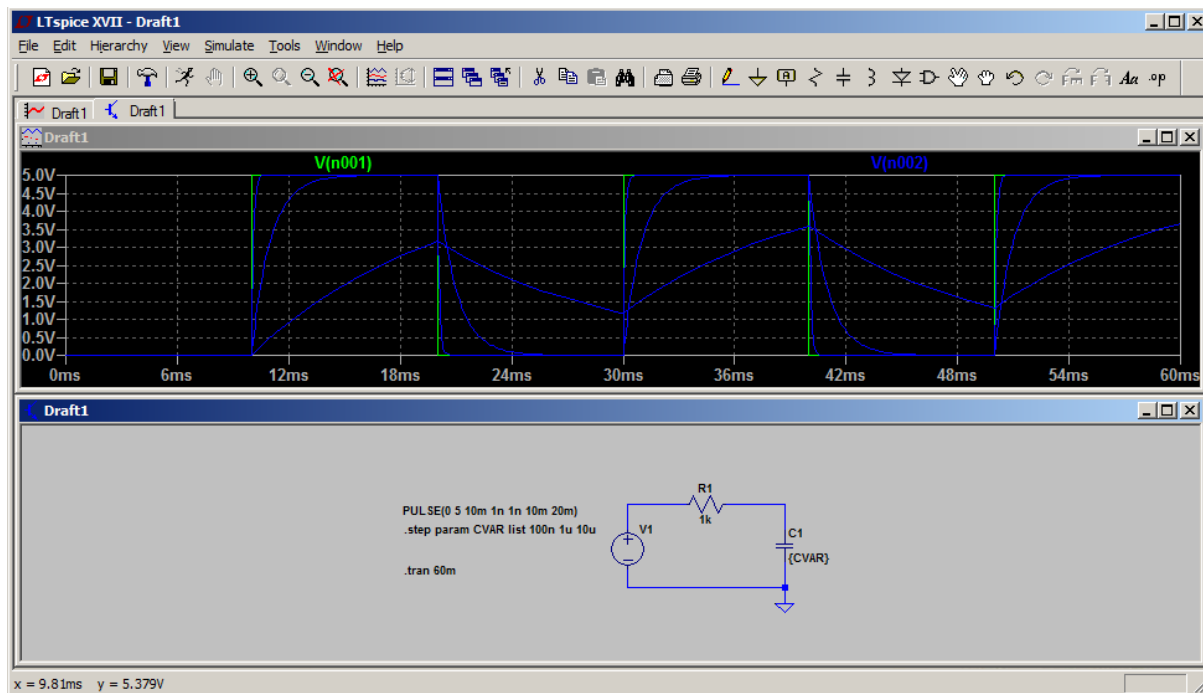 LTspice XVII - Draft1
File Edit Hierarchy View Simulate Tools Window Help
Aa .op
Draft1 Draft1
Draft1
V(n001) V(n002)
5.0V
4.5V
4.0V
3.5V
3.0V
2.5V
2.0V
1.5V
1.0V
0.5V
0.0V
0ms 6ms 12ms 18ms 24ms 30ms 36ms 42ms 48ms 54ms 60ms
Draft1
R1
PULSE(0 5 10m 1n 1n 10m 20m)
1k
.step param CVAR list 100n 1u 10u
V1
C1
{CVAR}
.tran 60m
x = 9.81ms y = 5.379V